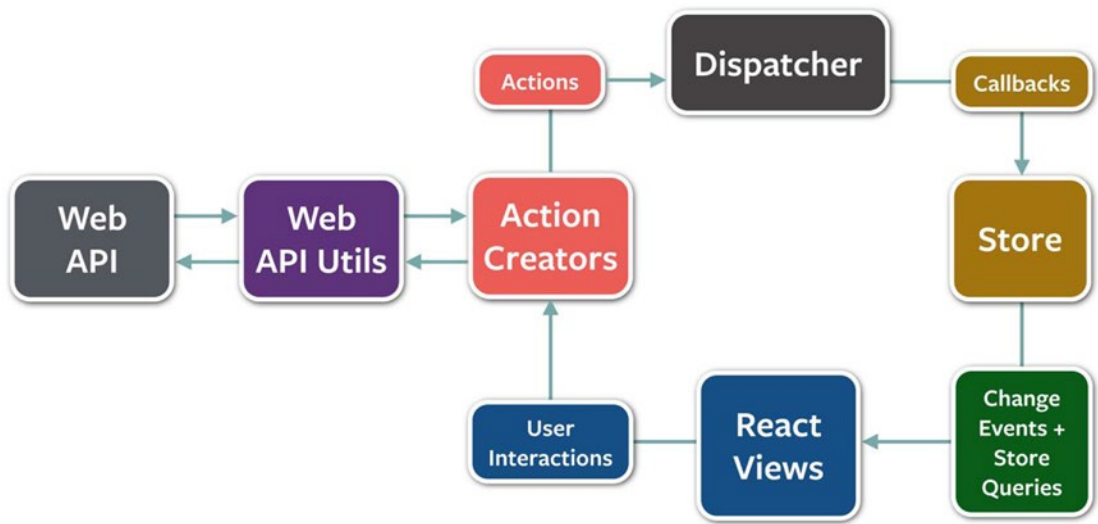 Dispatcher
Actions
Callbacks
Web
API
Web
API Utils
Action
Creators
Store
User
Interactions
React
Views
Change
Events +
Store
Queries